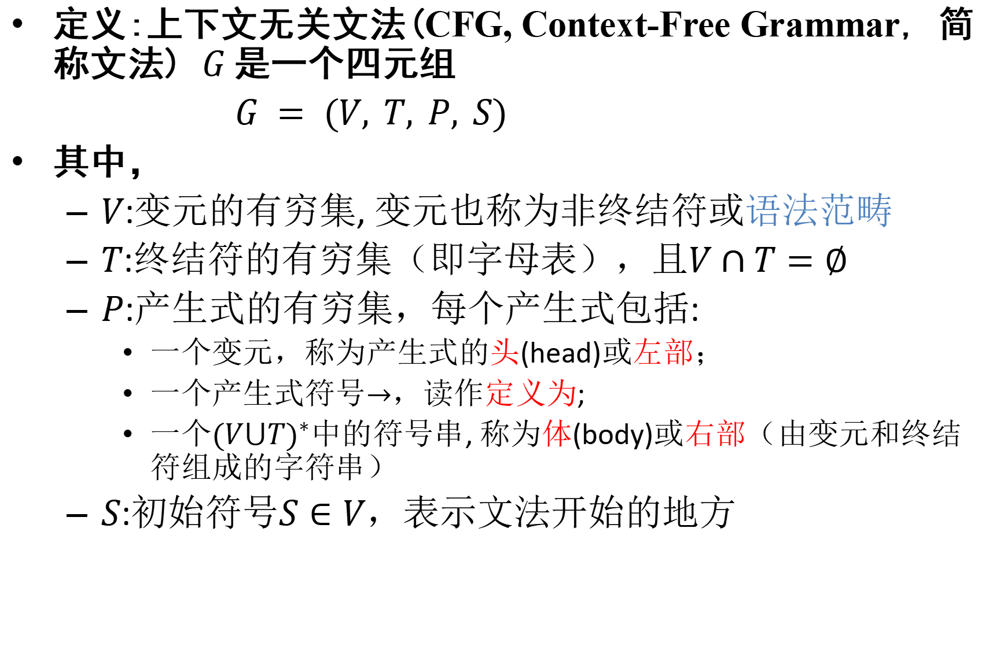 • 定义:上下文无关文法(CFG, Context-Free Grammar, 简
称文法) G 是一个四元组
G = (V, T, P, S)
• 其中,
– V:变元的有穷集, 变元也称为非终结符或语法范畴
– T:终结符的有穷集（即字母表），且V ∩ T = ∅
– P:产生式的有穷集，每个产生式包括:
• 一个变元，称为产生式的头(head)或左部；
• 一个产生式符号→，读作定义为;
• 一个(V∪T)*中的符号串, 称为体(body)或右部（由变元和终结
符组成的字符串）
– S:初始符号S ∈ V，表示文法开始的地方